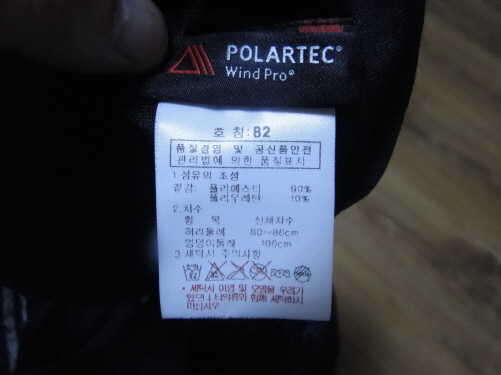 POLARTEC®
Wind Pro®
호 칭: 82
품질경영 및 공산품안전
관리법에 의한 품질표시
1.섬유의 조성
겉감: 폴리에스터 90%
폴리우레탄 10%
2.치수
항 목 신체치수
허리둘레 80~86cm
엉덩이둘레 100cm
3.세탁시 주의사항